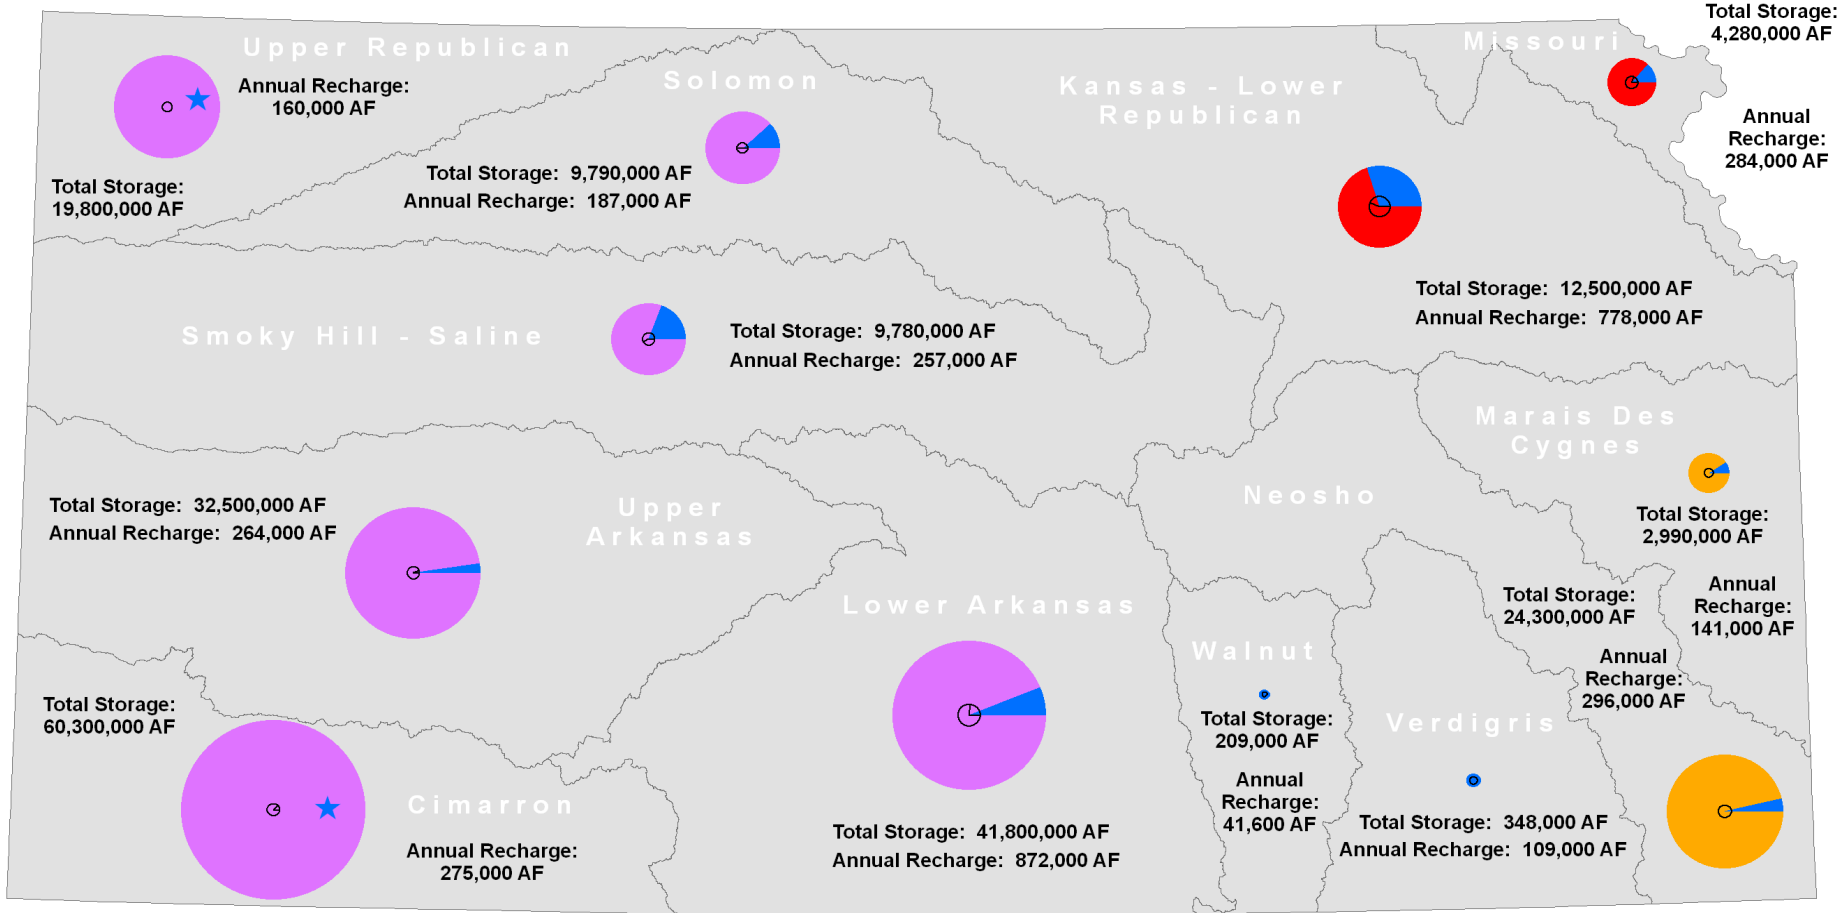 Upper Republican
Annual Recharge:
160,000 AF
Total Storage:
19,800,000 AF
Solomon
Total Storage: 9,790,000 AF
Annual Recharge: 187,000 AF
Kansas - Lower
Republican
Total Storage: 12,500,000 AF
Annual Recharge: 778,000 AF
Missouri
Total Storage:
4,280,000 AF
Annual
Recharge:
284,000 AF
Smoky Hill - Saline
Total Storage: 9,780,000 AF
Annual Recharge: 257,000 AF
Marais Des
Cygnes
Total Storage:
2,990,000 AF
Annual
Recharge:
141,000 AF
Total Storage: 32,500,000 AF
Annual Recharge: 264,000 AF
Upper
Arkansas
Neosho
Total Storage:
24,300,000 AF
Annual
Recharge:
296,000 AF
Lower Arkansas
Total Storage: 41,800,000 AF
Annual Recharge: 872,000 AF
Walnut
Total Storage:
209,000 AF
Annual
Recharge:
41,600 AF
Verdigris
Total Storage: 348,000 AF
Annual Recharge: 109,000 AF
Total Storage:
60,300,000 AF
Cimarron
Annual Recharge:
275,000 AF